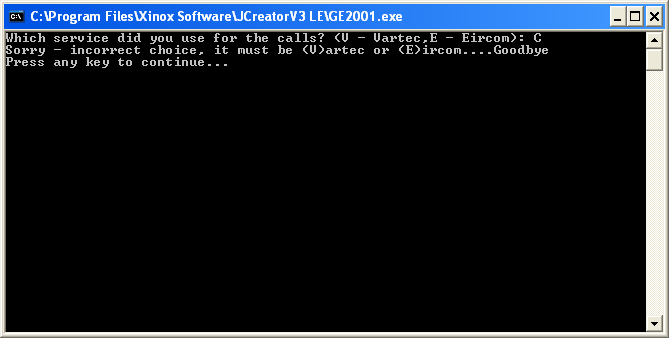 C:\Program Files\Xinox Software\JCreatorV3 LE\GE2001.exe
Which service did you use for the calls? (V - Vartec,E - Eircom): C
Sorry - incorrect choice, it must be (V)artec or (E)ircom....Goodbye
Press any key to continue...